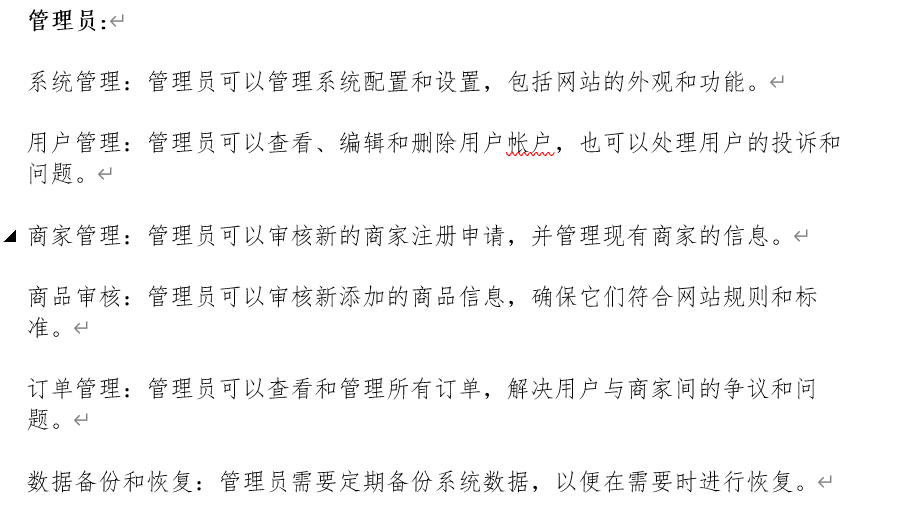 管理员:
系统管理：管理员可以管理系统配置和设置，包括网站的外观和功能。
用户管理：管理员可以查看、编辑和删除用户帐户，也可以处理用户的投诉和
问题。
商家管理：管理员可以审核新的商家注册申请，并管理现有商家的信息。
商品审核：管理员可以审核新添加的商品信息，确保它们符合网站规则和标
准。
订单管理：管理员可以查看和管理所有订单，解决用户与商家间的争议和问
题。
数据备份和恢复：管理员需要定期备份系统数据，以便在需要时进行恢复。